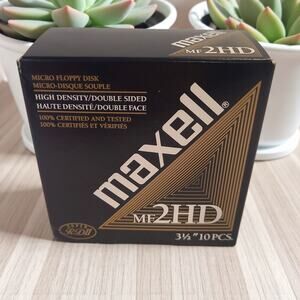 maxell®
MF2HD
MICRO FLOPPY DISK
MICRO-DISQUE SOUPLE
HIGH DENSITY/DOUBLE SIDED
HAUTE DENSITÉ/DOUBLE FACE
100% CERTIFIED AND TESTED
100% CERTIFIÉS ET VÉRIFIÉS
maxell®
MF2HD
3½" 10 PCS.